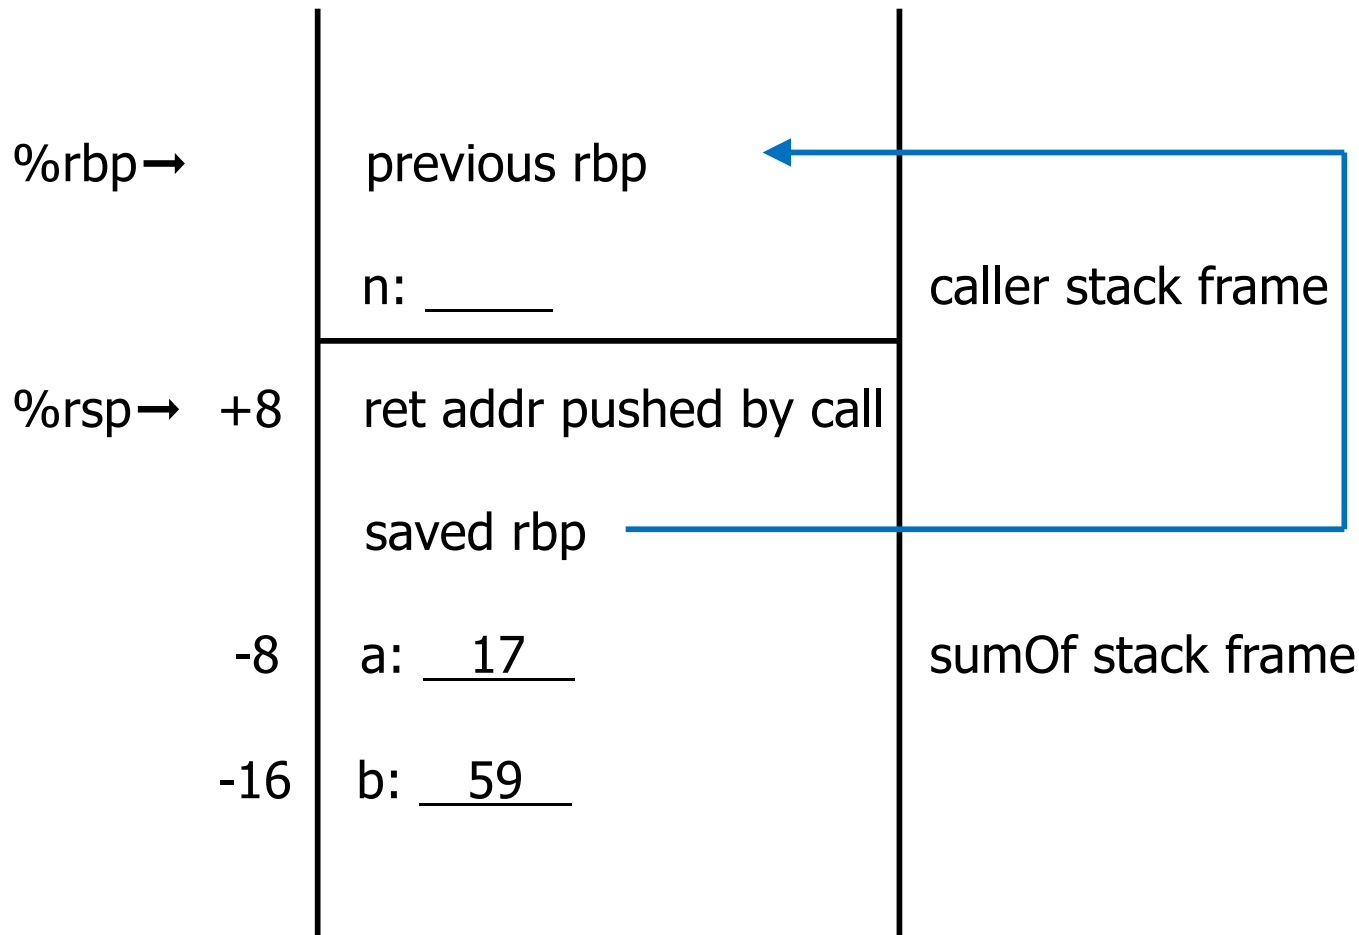 %rbp→ previous rbp
n: _____ caller stack frame
%rsp→ +8 ret addr pushed by call
saved rbp
-8 a: 17 sumOf stack frame
-16 b: 59